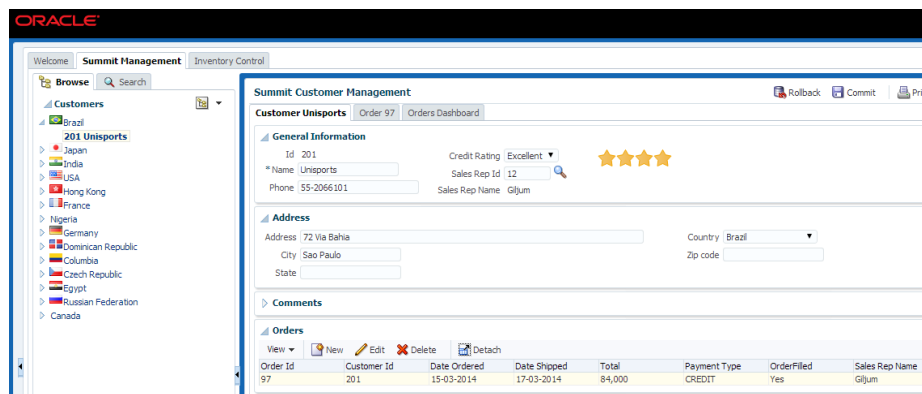 ORACLE
Welcome Summit Management Inventory Control
Browse Search
Customers
Brazil
201 Unisports
Japan
India
USA
Hong Kong
France
Nigeria
Germany
Dominican Republic
Columbia
Czech Republic
Egypt
Russian Federation
Canada
Summit Customer Management
Rollback Commit
Customer Unisports Order 97 Orders Dashboard
General Information
Id 201
* Name Unisports
Phone 55-2066101
Credit Rating Excellent
Sales Rep Id 12
Sales Rep Name Giljum
Address
Address 72 Via Bahia
City Sao Paulo
State
Country Brazil
Zip code
Comments
Orders
View New Edit Delete Detach
Order Id Customer Id Date Ordered Date Shipped Total Payment Type OrderFilled Sales Rep Name
97 201 15-03-2014 17-03-2014 84,000 CREDIT Yes Giljum